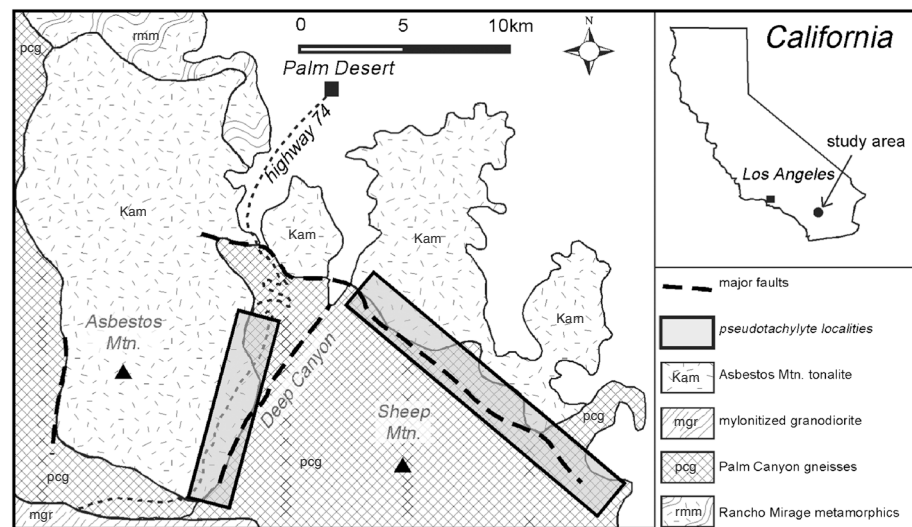 pcg
rmm
0
5
10km
N
Palm Desert
highway 74
Kam
Kam
Kam
Kam
Asbestos
Mtn.
Deep Canyon
Sheep
Mtn.
pcg
pcg
pcg
mgr
California
study area
Los Angeles
major faults
pseudotachylyte localities
Kam
Asbestos Mtn. tonalite
mgr
mylonitized granodiorite
pcg
Palm Canyon gneisses
rmm
Rancho Mirage metamorphics